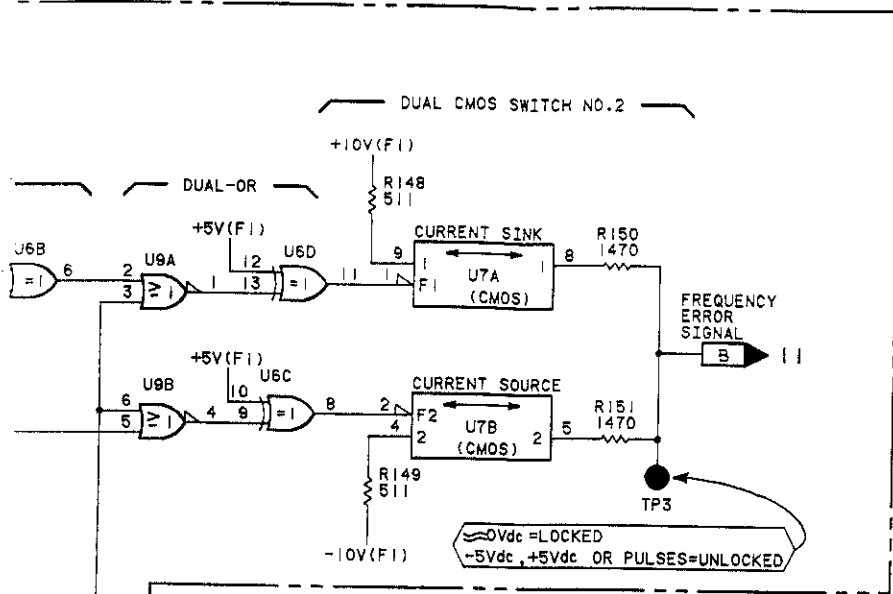 DUAL CMOS SWITCH NO.2
+10V(F1)
DUAL-OR
R148
511
+5V(F1)
CURRENT SINK
R150
1470
U6B
U9A
U6D
6
2
3
≥1
1
12
13
=1
11
9
1
1
F1
U7A
(CMOS)
1
8
=1
FREQUENCY
ERROR
SIGNAL
B
11
+5V(F1)
U9B
U6C
CURRENT SOURCE
6
5
≥1
4
10
9
=1
8
2
4
F2
2
U7B
(CMOS)
2
5
R151
1470
R149
511
TP3
-10V(F1)
≈0Vdc=LOCKED
-5Vdc,+5Vdc OR PULSES=UNLOCKED